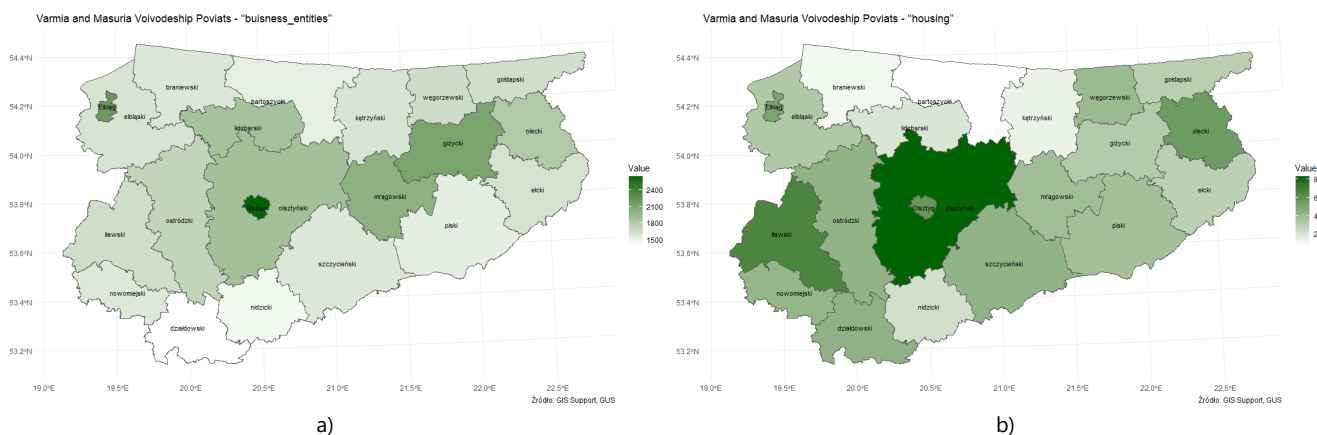 Varmia and Masuria Voivodeship Poviats - "buisness_entities"
54.4°N
54.2°N
54.0°N
53.8°N
53.6°N
53.4°N
53.2°N
19.0°E 19.5°E 20.0°E 20.5°E 21.0°E 21.5°E 22.0°E 22.5°E
braniewski
gołdapski
bartoszycki
węgorzewski
Elbląg
elbląski
kętrzyński
lidzbarski
olecki
giżycki
ełcki
mrągowski
Olsztyn
olsztyński
ostródzki
piski
iławski
szczycieński
nowomiejski
nidzicki
działdowski
Value
2400
2100
1800
1500
Źródło: GIS Support, GUS
a)
Varmia and Masuria Voivodeship Poviats - "housing"
54.4°N
54.2°N
54.0°N
53.8°N
53.6°N
53.4°N
53.2°N
19.0°E 19.5°E 20.0°E 20.5°E 21.0°E 21.5°E 22.0°E 22.5°E
braniewski
gołdapski
bartoszycki
węgorzewski
Elbląg
elbląski
kętrzyński
lidzbarski
olecki
giżycki
ełcki
mrągowski
Olsztyn
olsztyński
ostródzki
piski
iławski
szczycieński
nowomiejski
nidzicki
działdowski
Value
8
6
4
2
Źródło: GIS Support, GUS
b)